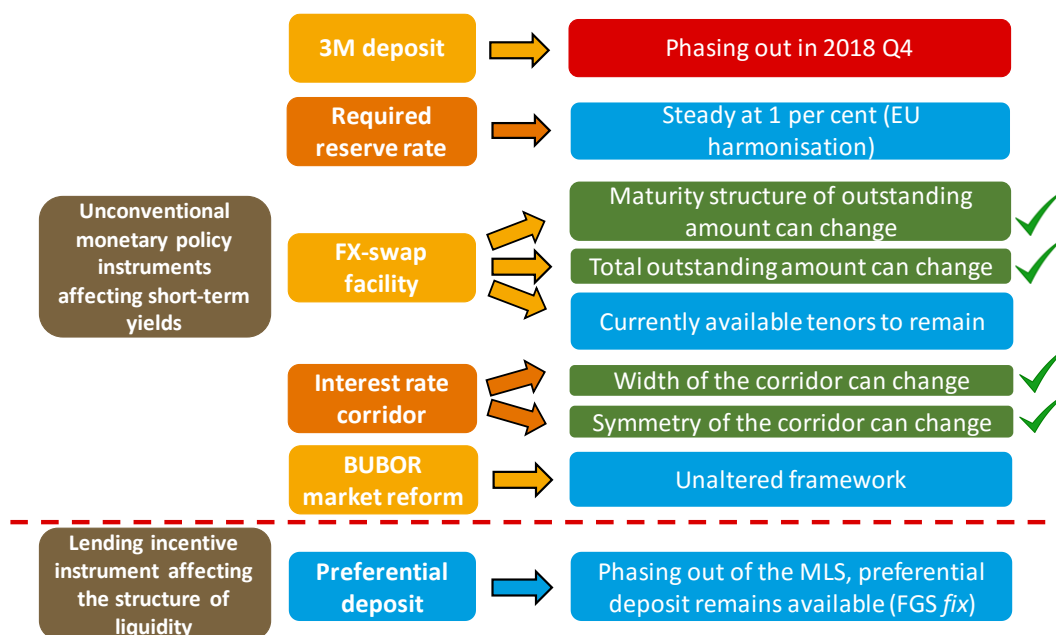 3M deposit
Phasing out in 2018 Q4
Required
reserve rate
Steady at 1 per cent (EU
harmonisation)
Unconventional
monetary policy
instruments
affecting short-term
yields
FX-swap
facility
Maturity structure of outstanding
amount can change
Total outstanding amount can change
Currently available tenors to remain
Interest rate
corridor
Width of the corridor can change
Symmetry of the corridor can change
BUBOR
market reform
Unaltered framework
Lending incentive
instrument affecting
the structure of
liquidity
Preferential
deposit
Phasing out of the MLS, preferential
deposit remains available (FGS fix)